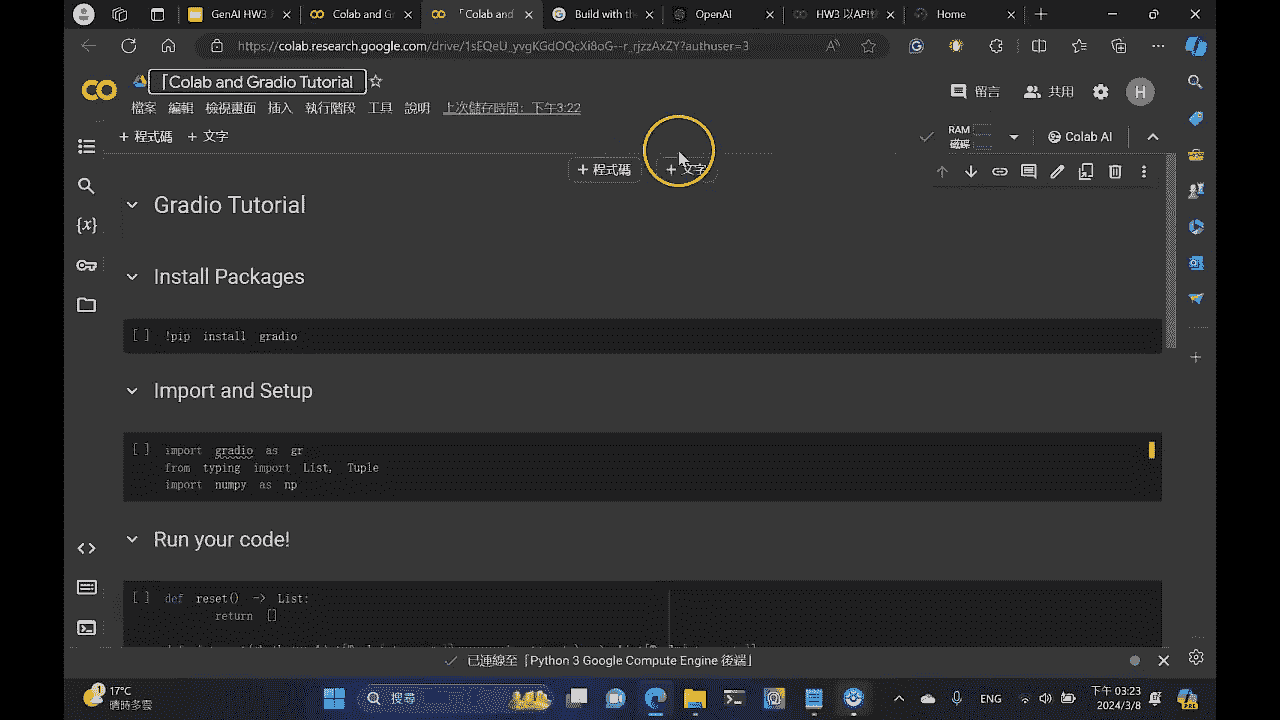 GenAI HW3
Colab and Gr
「Colab and
Build with th
OpenAI
HW3 以API
Home
https://colab.research.google.com/drive/1sEQeU_yvgKGdOQcXi8oG--r_rjzzAxZY?authuser=3
「Colab and Gradio Tutorial
檔案 編輯 檢視畫面 插入 執行階段 工具 說明 上次儲存時間：下午3:22
留言 共用 H
+ 程式碼 + 文字
RAM
磁碟
Colab AI
+ 程式碼 + 文字
Gradio Tutorial
Install Packages
[ ] !pip install gradio
Import and Setup
[ ] import gradio as gr
from typing import List, Tuple
import numpy as np
Run your code!
[ ] def reset() -> List:
return []
已連線至「Python 3 Google Compute Engine 後端」
17°C
晴時多雲
搜尋
ENG
下午 03:23
2024/3/8